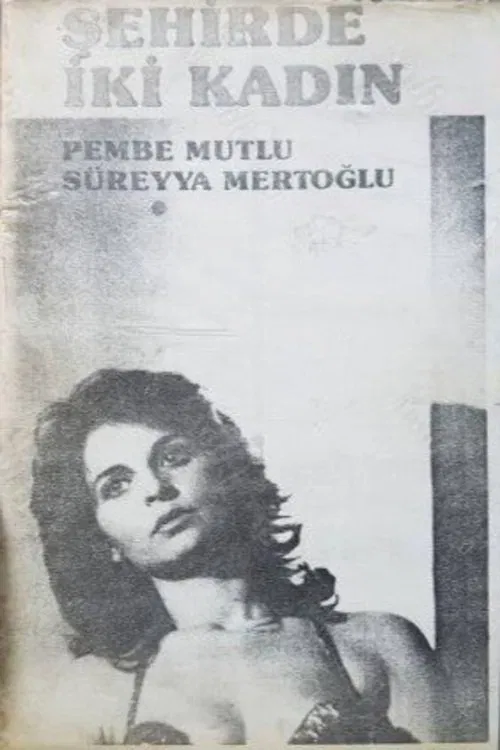 ŞEHİRDE
İKİ KADIN
PEMBE MUTLU
SÜREYYA MERTOĞLU